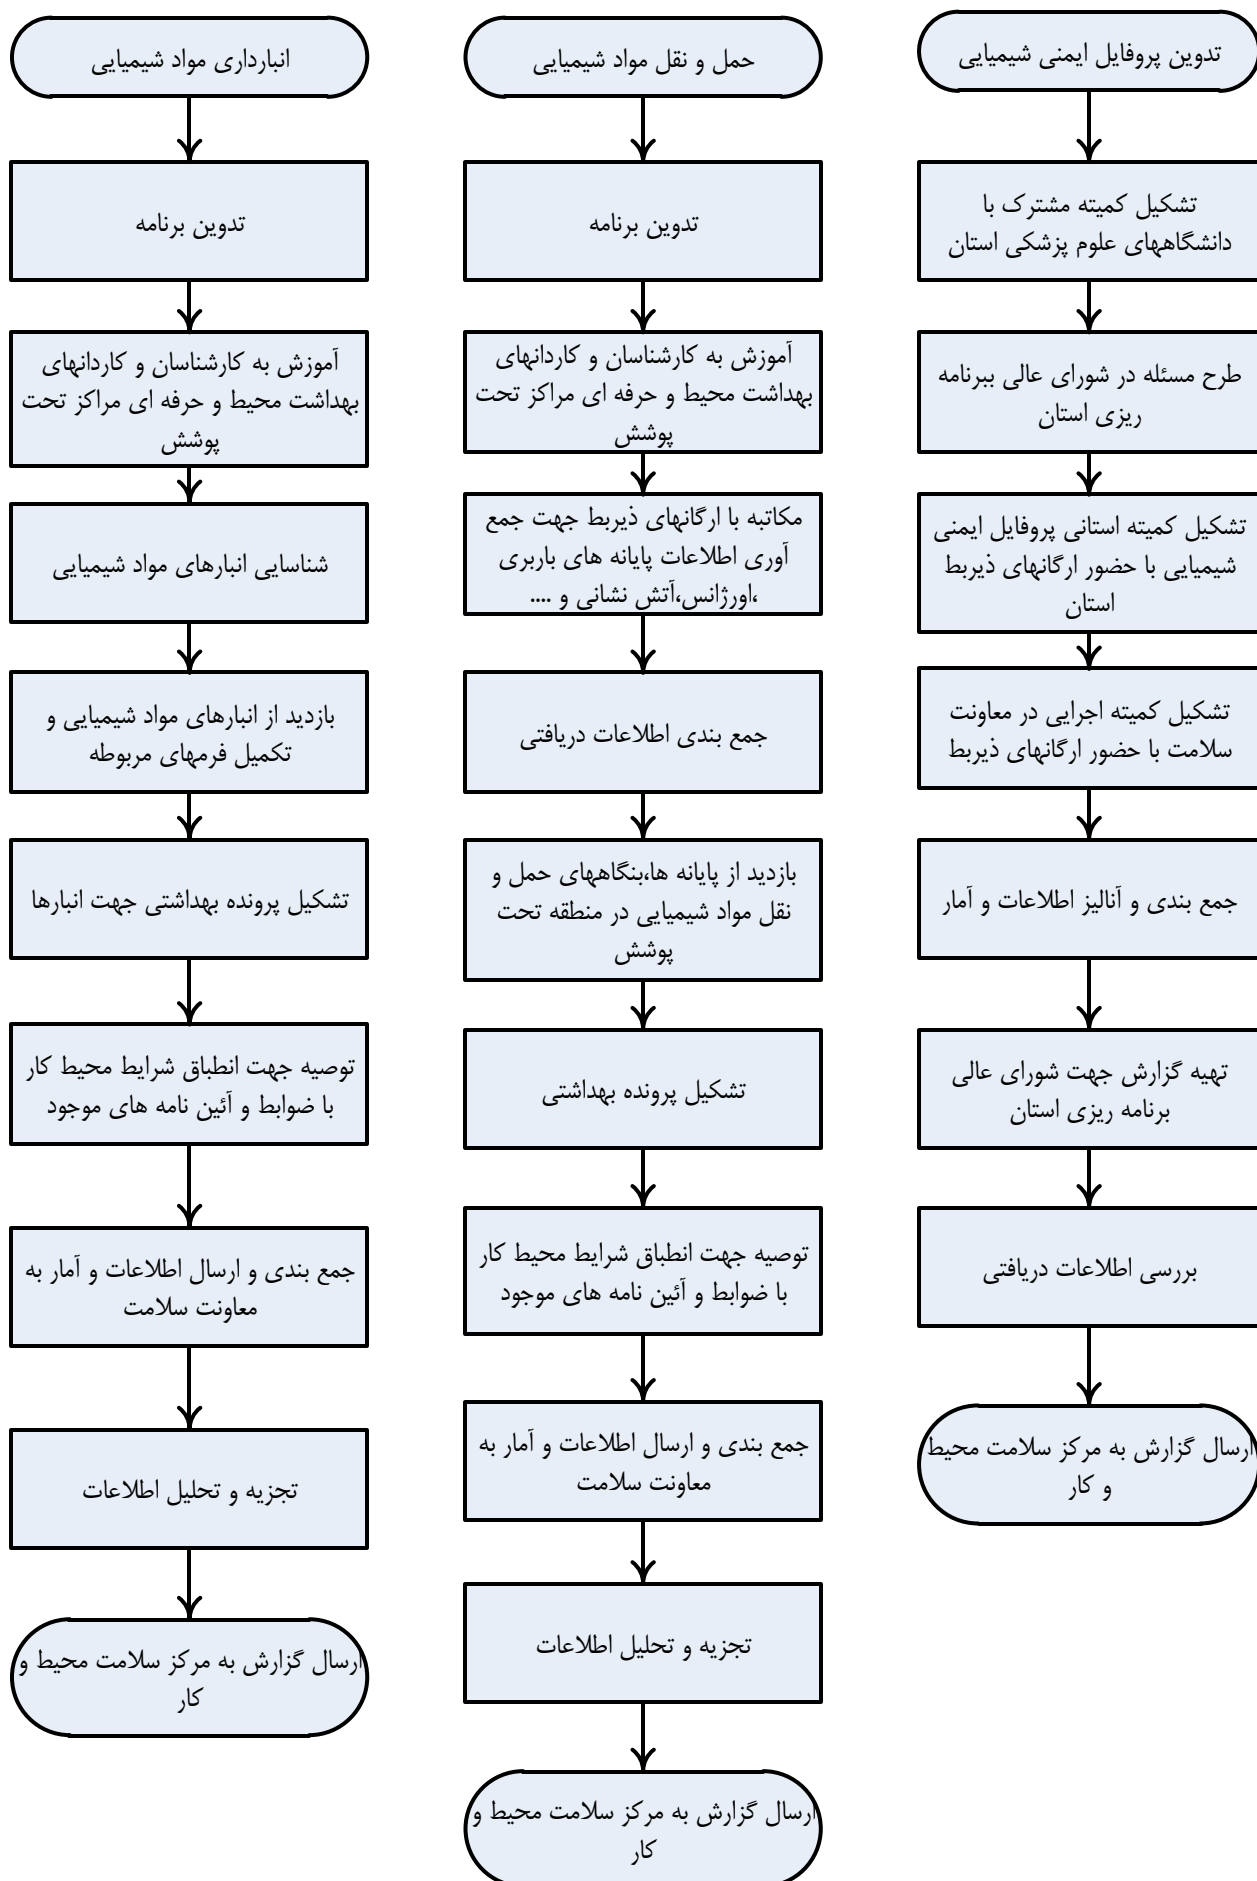 تدوین پروفایل ایمنی شیمیایی
تشکیل کمیته مشترک با
دانشگاههای علوم پزشکی استان
طرح مسئله در شورای عالی ببرنامه
ریزی استان
تشکیل کمیته استانی پروفایل ایمنی
شیمیایی با حضور ارگانهای ذیربط
استان
تشکیل کمیته اجرایی در معاونت
سلامت با حضور ارگانهای ذیربط
جمع بندی و آنالیز اطلاعات و آمار
تهیه گزارش جهت شورای عالی
برنامه ریزی استان
بررسی اطلاعات دریافتی
ارسال گزارش به مرکز سلامت محیط
و کار
حمل و نقل مواد شیمیایی
تدوین برنامه
آموزش به کارشناسان و کاردانهای
بهداشت محیط و حرفه ای مراکز تحت
پوشش
مکاتبه با ارگانهای ذیربط جهت جمع
آوری اطلاعات پایانه های باربری
،اورژانس،آتش نشانی و ....
جمع بندی اطلاعات دریافتی
بازدید از پایانه ها،بنگاههای حمل و
نقل مواد شیمیایی در منطقه تحت
پوشش
تشکیل پرونده بهداشتی
توصیه جهت انطباق شرایط محیط کار
با ضوابط و آئین نامه های موجود
جمع بندی و ارسال اطلاعات و آمار به
معاونت سلامت
تجزیه و تحلیل اطلاعات
ارسال گزارش به مرکز سلامت محیط و
کار
انبارداری مواد شیمیایی
تدوین برنامه
آموزش به کارشناسان و کاردانهای
بهداشت محیط و حرفه ای مراکز تحت
پوشش
شناسایی انبارهای مواد شیمیایی
بازدید از انبارهای مواد شیمیایی و
تکمیل فرمهای مربوطه
تشکیل پرونده بهداشتی جهت انبارها
توصیه جهت انطباق شرایط محیط کار
با ضوابط و آئین نامه های موجود
جمع بندی و ارسال اطلاعات و آمار به
معاونت سلامت
تجزیه و تحلیل اطلاعات
ارسال گزارش به مرکز سلامت محیط و
کار